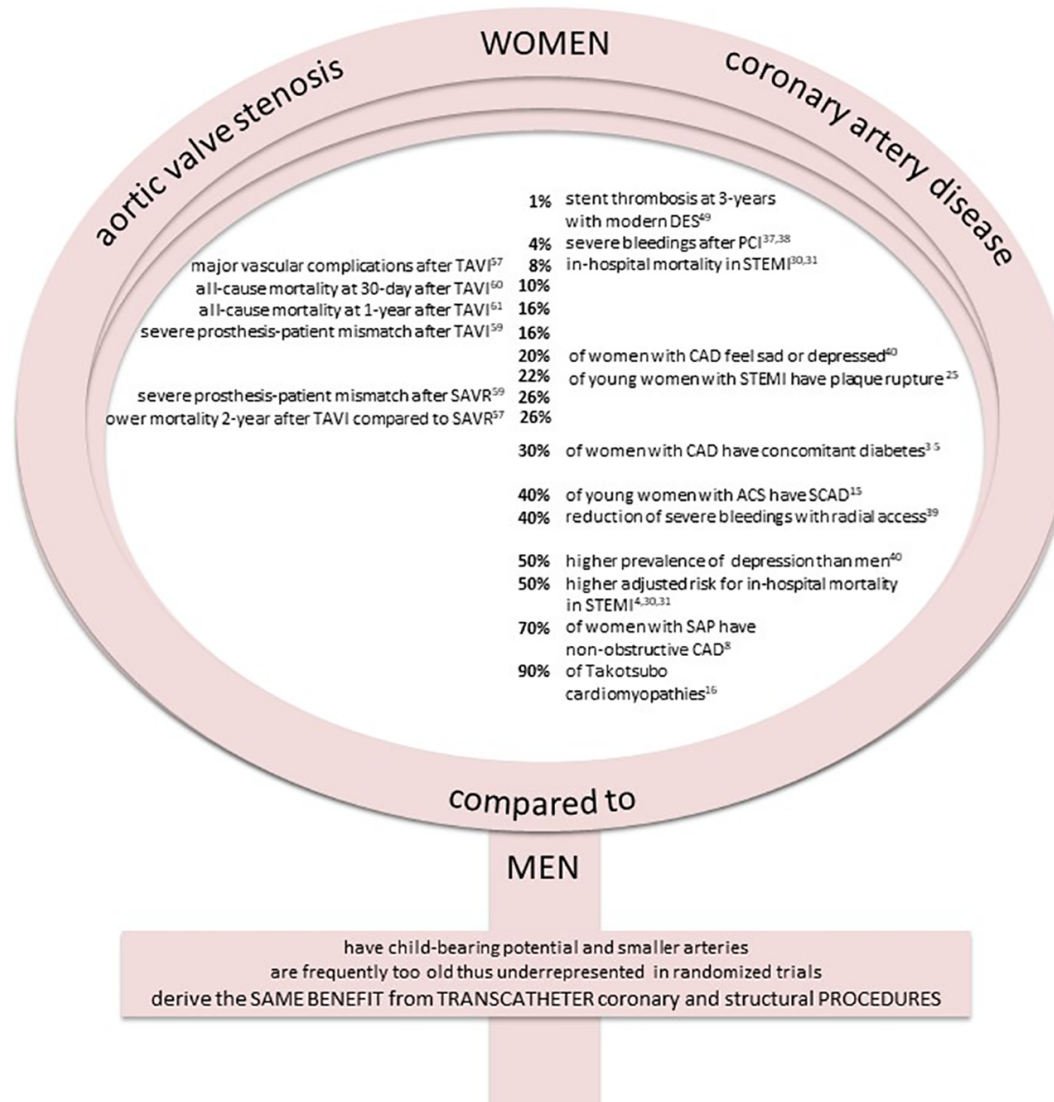 WOMEN
aortic valve stenosis
coronary artery disease
1% stent thrombosis at 3-years
with modern DES⁴⁹
4% severe bleedings after PCI³⁷,³⁸
major vascular complications after TAVI⁵⁷ 8% in-hospital mortality in STEMI³⁰,³¹
all-cause mortality at 30-day after TAVI⁶⁰ 10%
all-cause mortality at 1-year after TAVI⁶¹ 16%
severe prosthesis-patient mismatch after TAVI⁵⁹ 16%
20% of women with CAD feel sad or depressed⁴⁰
22% of young women with STEMI have plaque rupture²⁵
severe prosthesis-patient mismatch after SAVR⁵⁹ 26%
ower mortality 2-year after TAVI compared to SAVR⁵⁷ 26%
30% of women with CAD have concomitant diabetes³⁵
40% of young women with ACS have SCAD¹⁵
40% reduction of severe bleedings with radial access³⁹
50% higher prevalence of depression than men⁴⁰
50% higher adjusted risk for in-hospital mortality
in STEMI⁴,³⁰,³¹
70% of women with SAP have
non-obstructive CAD⁸
90% of Takotsubo
cardiomyopathies¹⁶
compared to
MEN
have child-bearing potential and smaller arteries
are frequently too old thus underrepresented in randomized trials
derive the SAME BENEFIT from TRANSCATHETER coronary and structural PROCEDURES